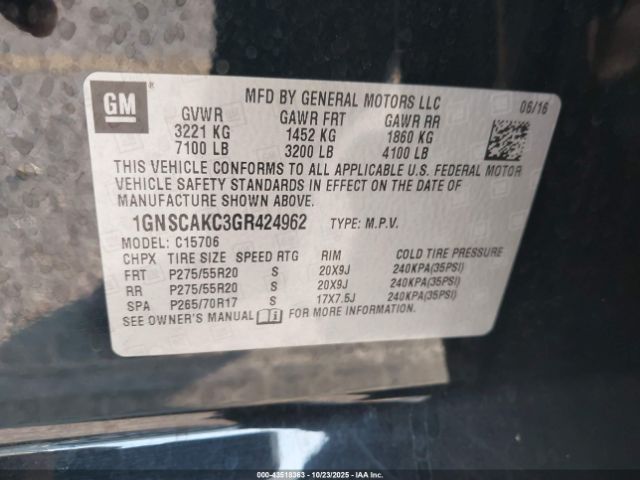 GM ®
MFD BY GENERAL MOTORS LLC 06/16
GVWR GAWR FRT GAWR RR
3221 KG 1452 KG 1860 KG
7100 LB 3200 LB 4100 LB
THIS VEHICLE CONFORMS TO ALL APPLICABLE U.S. FEDERAL MOTOR
VEHICLE SAFETY STANDARDS IN EFFECT ON THE DATE OF
MANUFACTURE SHOWN ABOVE.
1GNSCAKC3GR424962 TYPE: M.P.V.
MODEL: C15706
CHPX TIRE SIZE SPEED RTG RIM COLD TIRE PRESSURE
FRT P275/55R20 S 20X9J 240KPA(35PSI)
RR P275/55R20 S 20X9J 240KPA(35PSI)
SPA P265/70R17 S 17X7.5J 240KPA(35PSI)
SEE OWNER'S MANUAL FOR MORE INFORMATION.
000-43518363 - 10/23/2025 - www.iaai.com